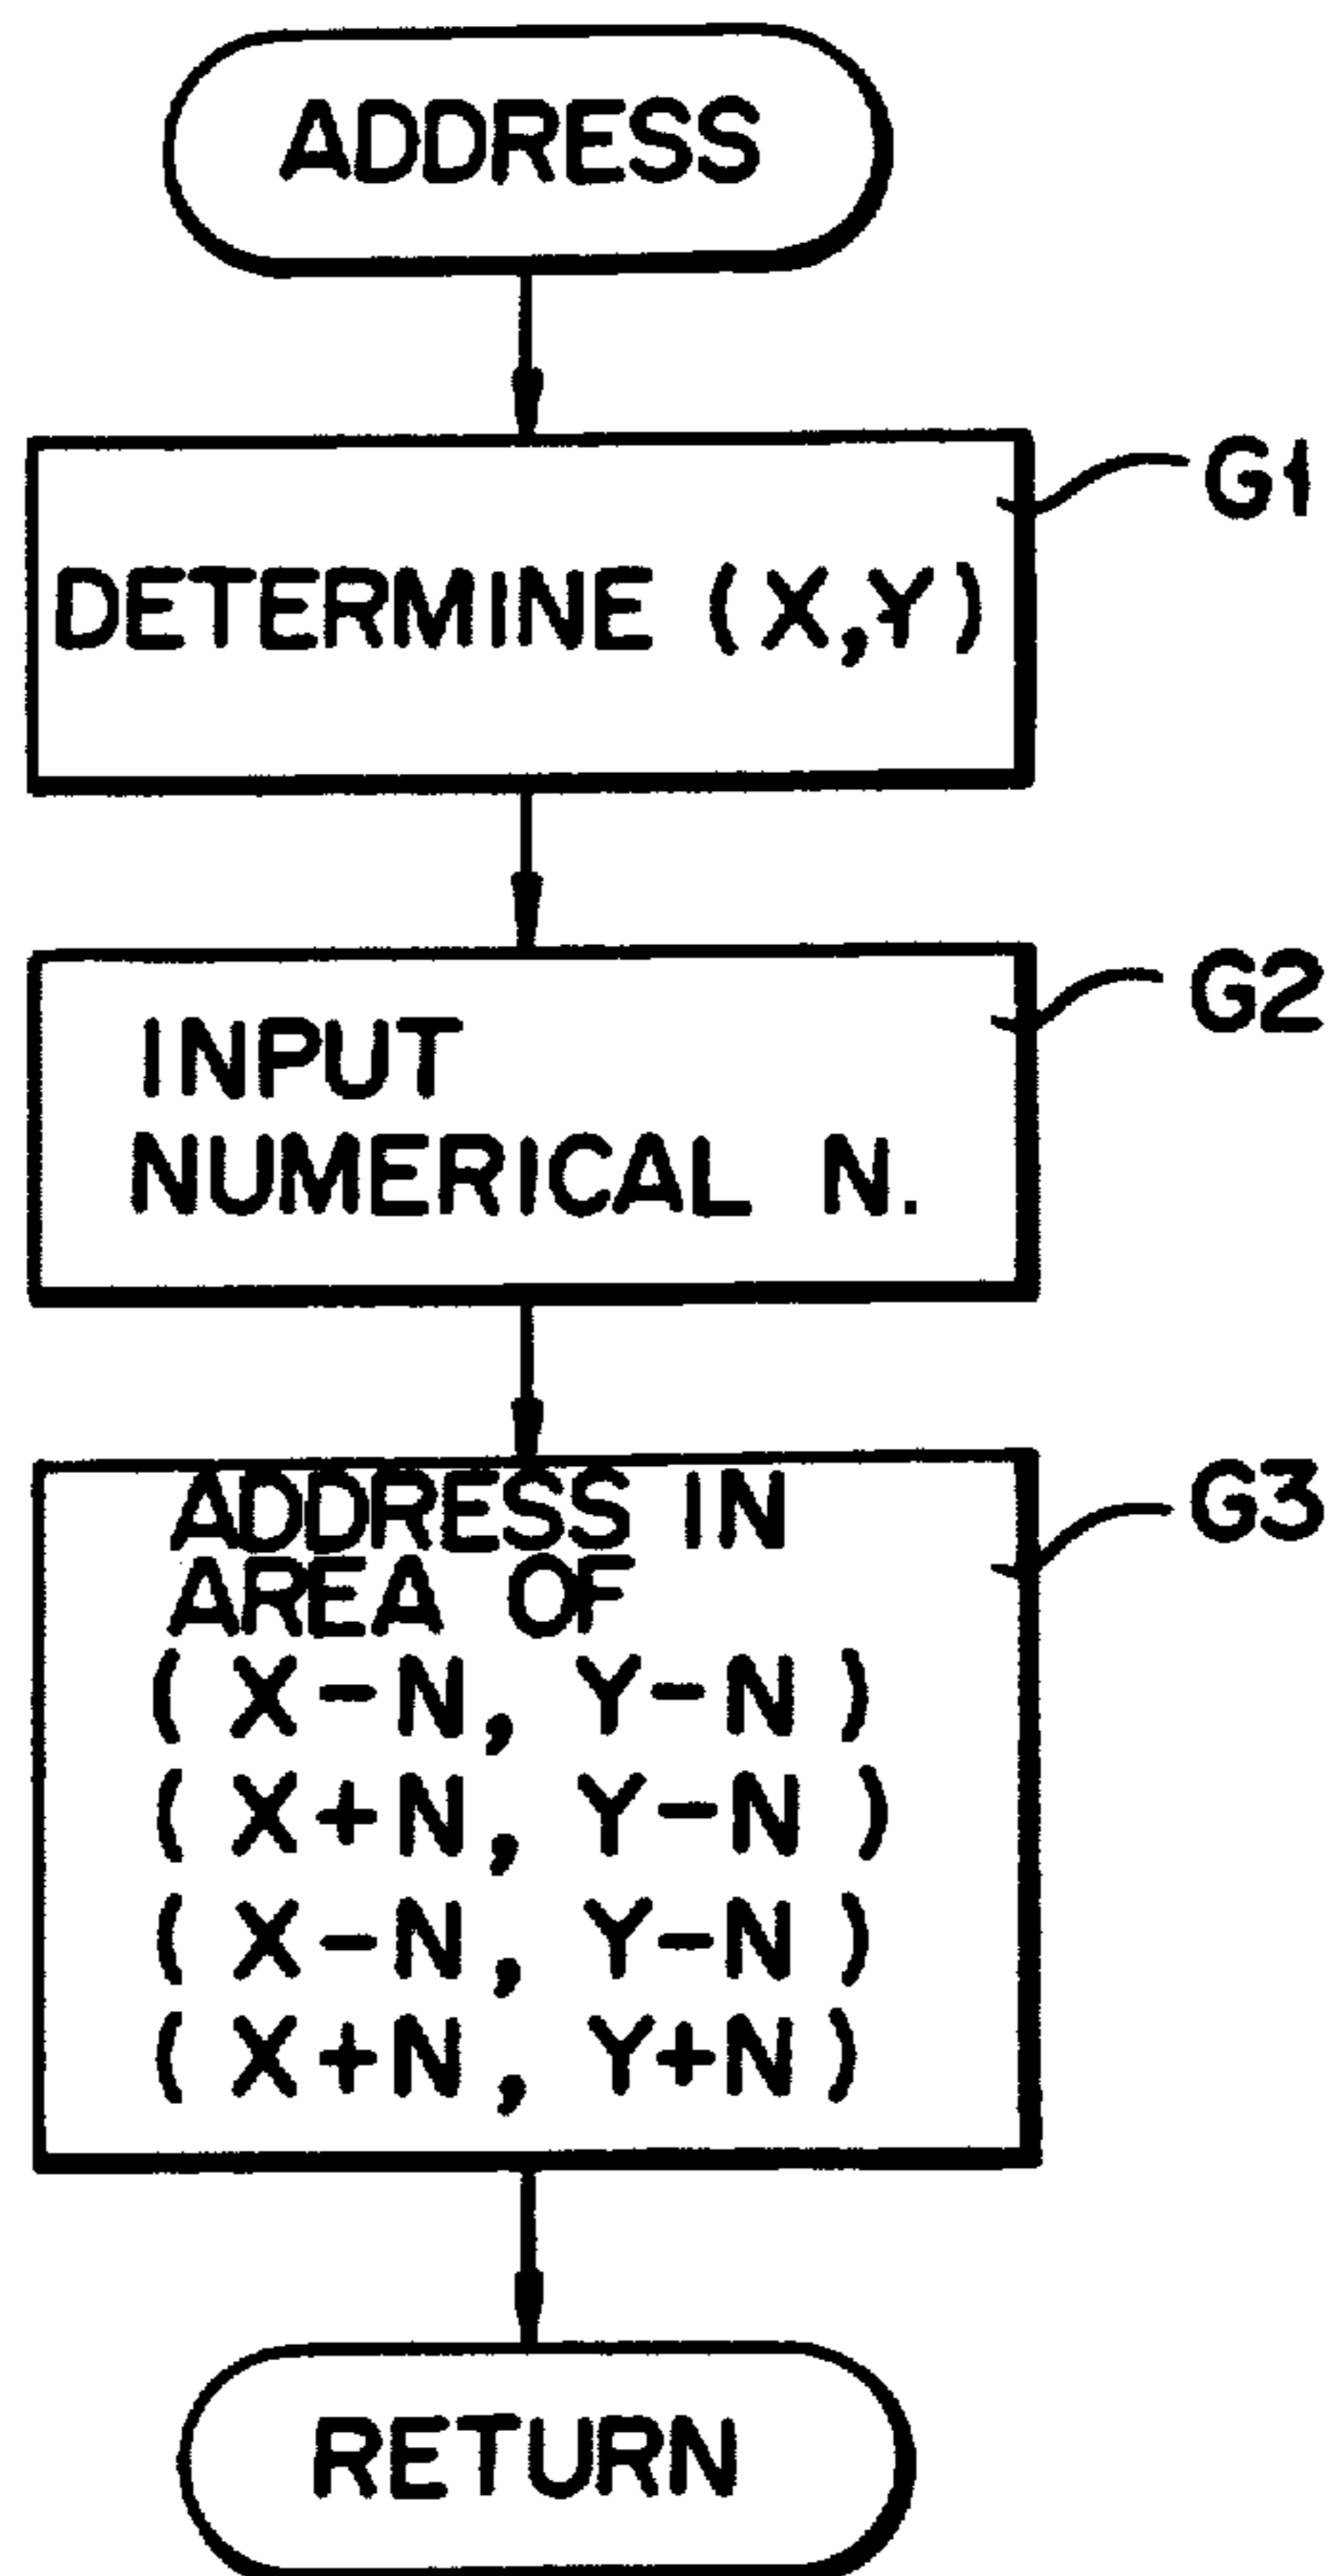 ADDRESS
G1
DETERMINE (X,Y)
G2
INPUT
NUMERICAL N.
G3
ADDRESS IN
AREA OF
(X-N, Y-N)
(X+N, Y-N)
(X-N, Y-N)
(X+N, Y+N)
RETURN